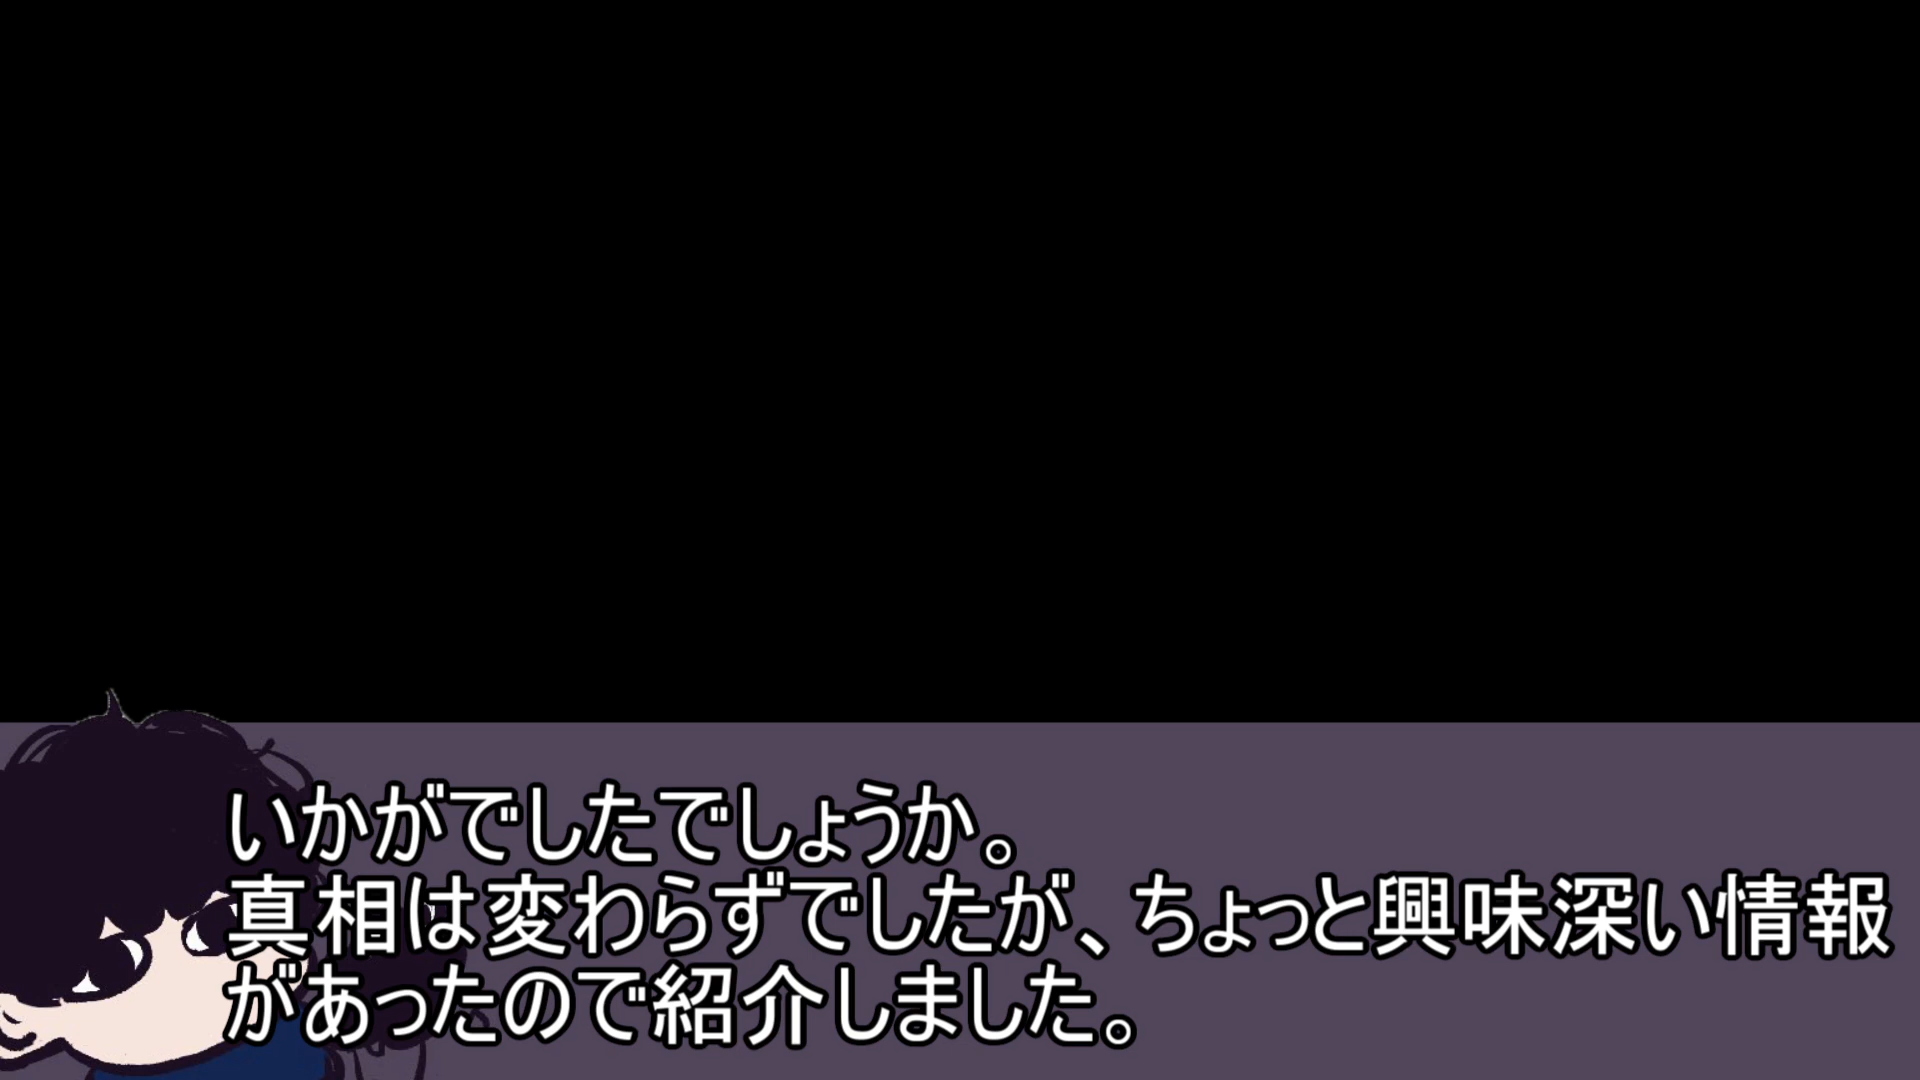 いかがでしたでしょうか。
真相は変わらずでしたが、ちょっと興味深い情報
があったので紹介しました。